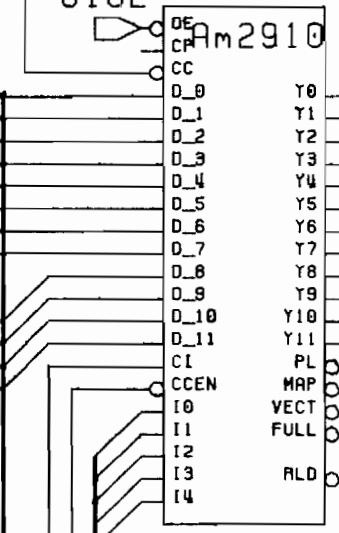 OE
Am2910
CP
CC
D_0 Y0
D_1 Y1
D_2 Y2
D_3 Y3
D_4 Y4
D_5 Y5
D_6 Y6
D_7 Y7
D_8 Y8
D_9 Y9
D_10 Y10
D_11 Y11
CI PL
CCEN MAP
I0 VECT
I1 FULL
I2
I3 RLD
I4